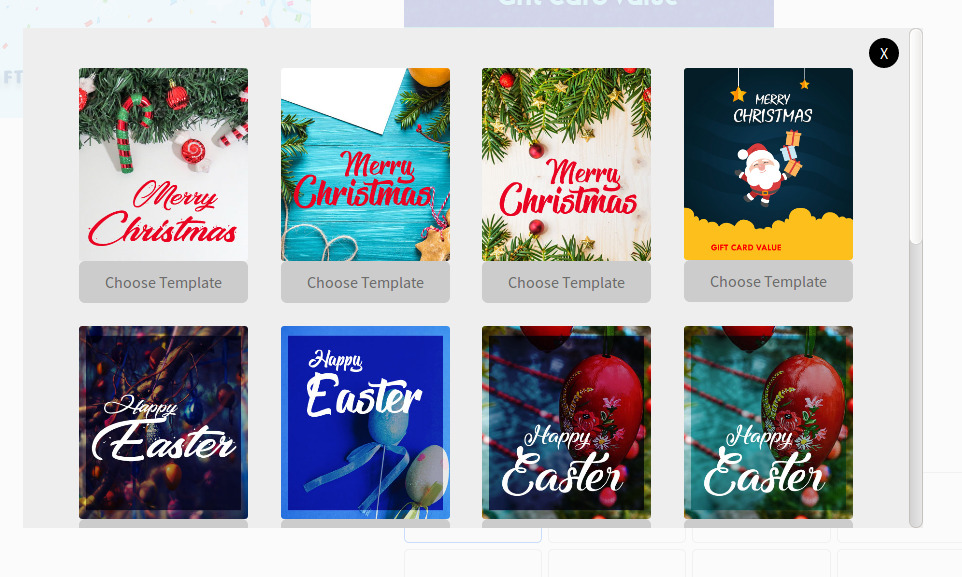 Gift Card Value
FT
X
Merry
Christmas
Merry
Christmas
Merry
Christmas
MERRY
CHRISTMAS
GIFT CARD VALUE
Choose Template
Choose Template
Choose Template
Choose Template
Happy
Easter
Happy
Easter
Happy
Easter
Happy
Easter